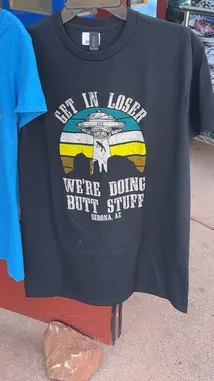 GET IN LOSER
WE'RE DOING
BUTT STUFF
SEDONA, AZ